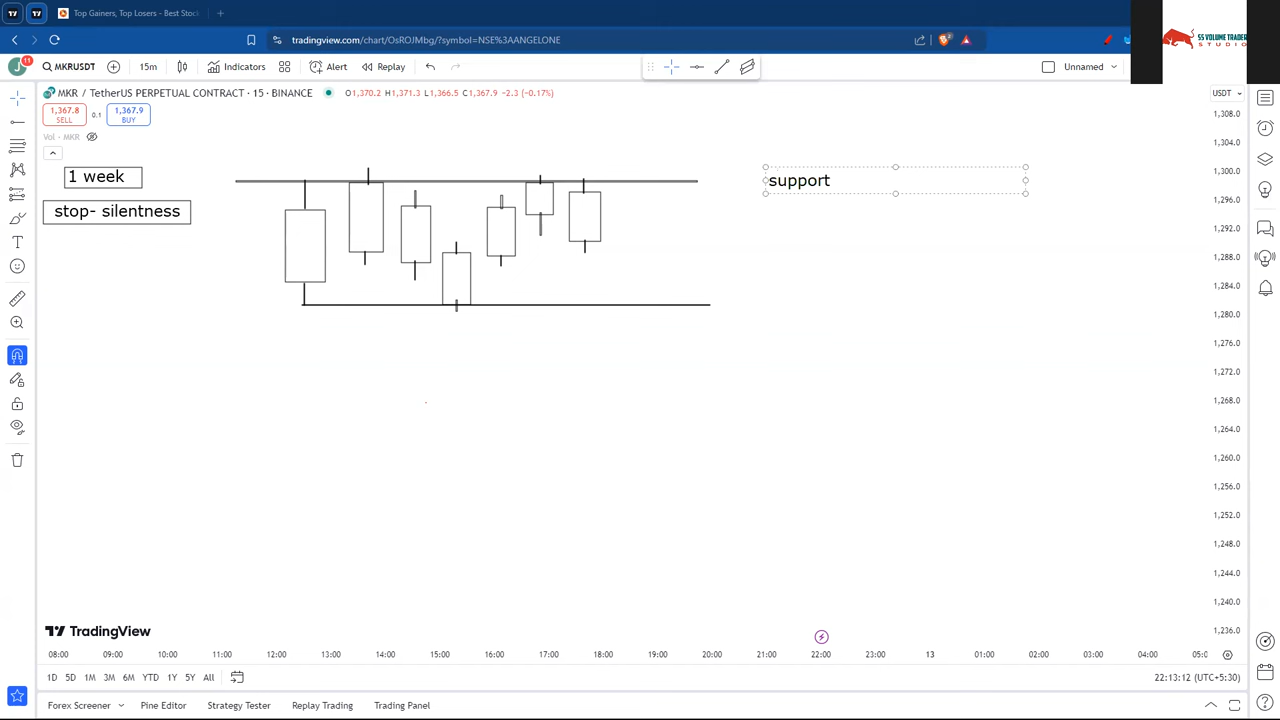 Top Gainers, Top Losers - Best Stoc
tradingview.com/chart/OsROJMbg/?symbol=NSE%3AANGELONE
2
SS VOLUME TRADER
STUDIO
J
11
MKRUSDT
15m
Indicators
Alert
Replay
Unnamed
MKR / TetherUS PERPETUAL CONTRACT · 15 · BINANCE
O1,370.2 H1,371.3 L1,366.5 C1,367.9 -2.3 (-0.17%)
USDT
1,367.8
SELL
0.1
1,367.9
BUY
Vol - MKR
1 week
stop- silentness
support
1,308.0
1,304.0
1,300.0
1,296.0
1,292.0
1,288.0
1,284.0
1,280.0
1,276.0
1,272.0
1,268.0
1,264.0
1,260.0
1,256.0
1,252.0
1,248.0
1,244.0
1,240.0
1,236.0
TradingView
08:00 09:00 10:00 11:00 12:00 13:00 14:00 15:00 16:00 17:00 18:00 19:00 20:00 21:00 22:00 23:00 13 01:00 02:00 03:00 04:00 05:0
1D 5D 1M 3M 6M YTD 1Y 5Y All
22:13:12 (UTC+5:30)
Forex Screener Pine Editor Strategy Tester Replay Trading Trading Panel